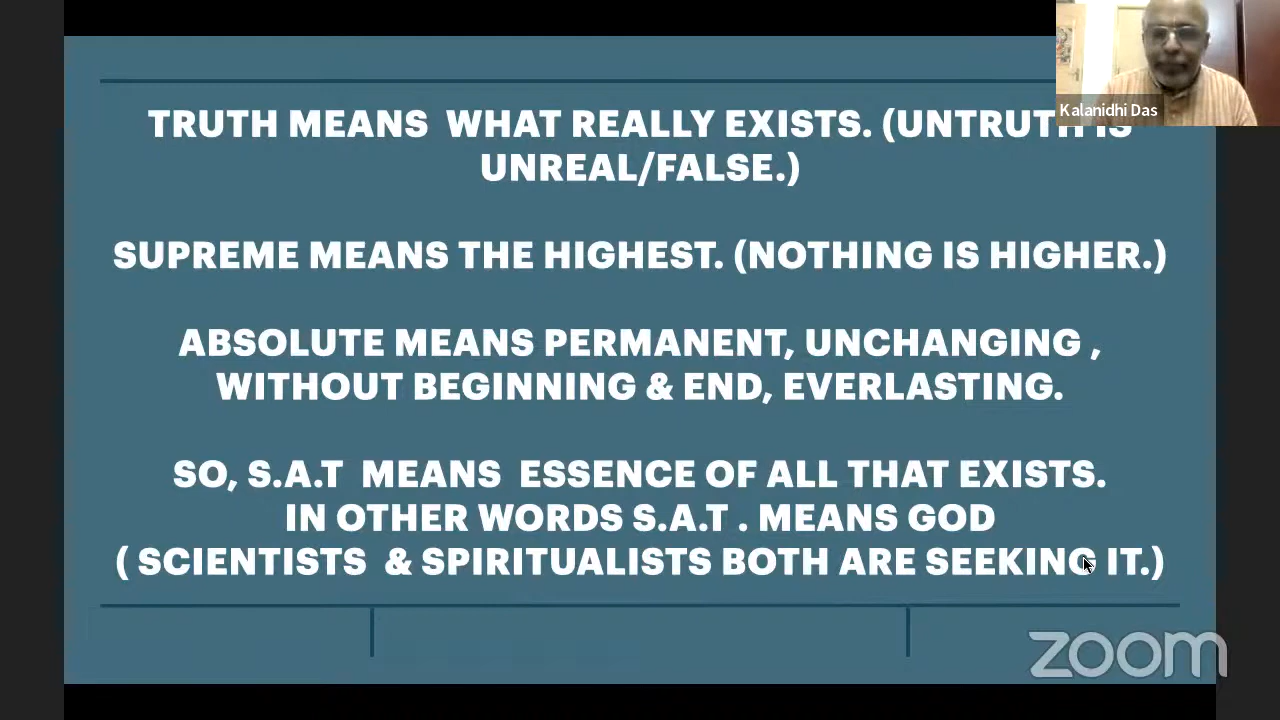 TRUTH MEANS WHAT REALLY EXISTS. (UNTRUTH IS
UNREAL/FALSE.)
SUPREME MEANS THE HIGHEST. (NOTHING IS HIGHER.)
ABSOLUTE MEANS PERMANENT, UNCHANGING ,
WITHOUT BEGINNING & END, EVERLASTING.
SO, S.A.T MEANS ESSENCE OF ALL THAT EXISTS.
IN OTHER WORDS S.A.T . MEANS GOD
( SCIENTISTS & SPIRITUALISTS BOTH ARE SEEKING IT.)
Kalanidhi Das
zoom